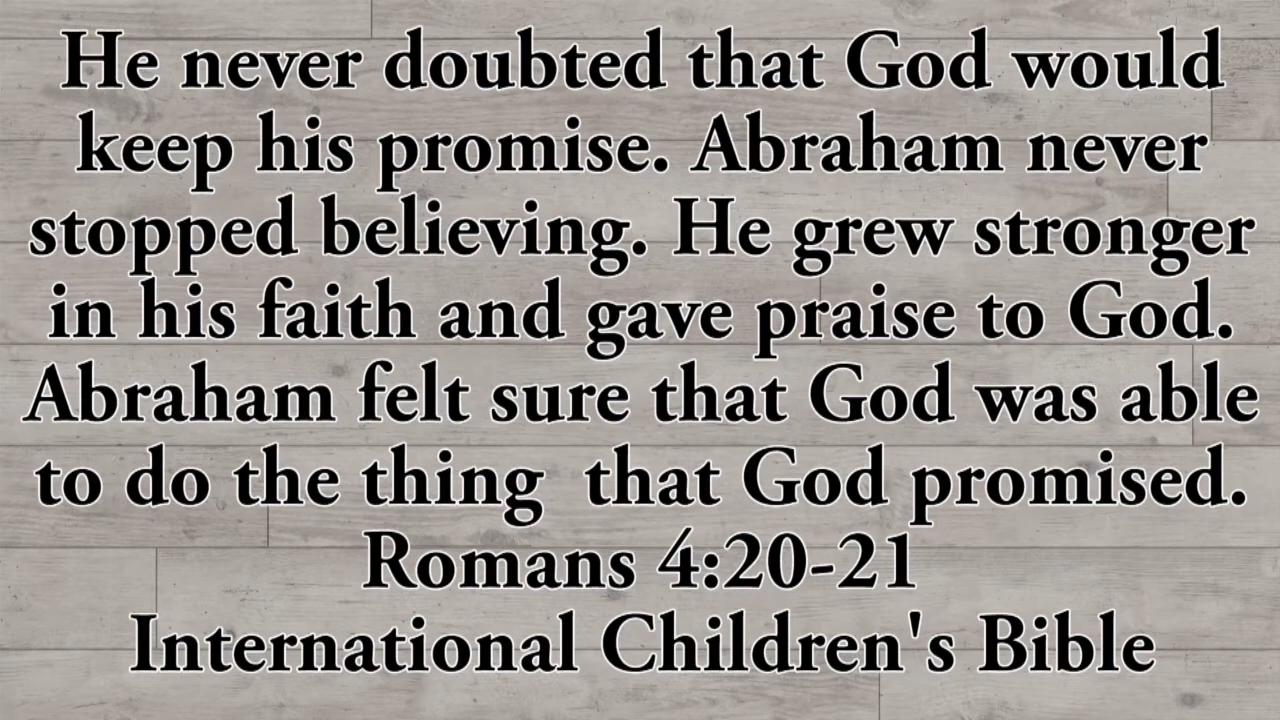 He never doubted that God would
keep his promise. Abraham never
stopped believing. He grew stronger
in his faith and gave praise to God.
Abraham felt sure that God was able
to do the thing  that God promised.
Romans 4:20-21
International Children's Bible